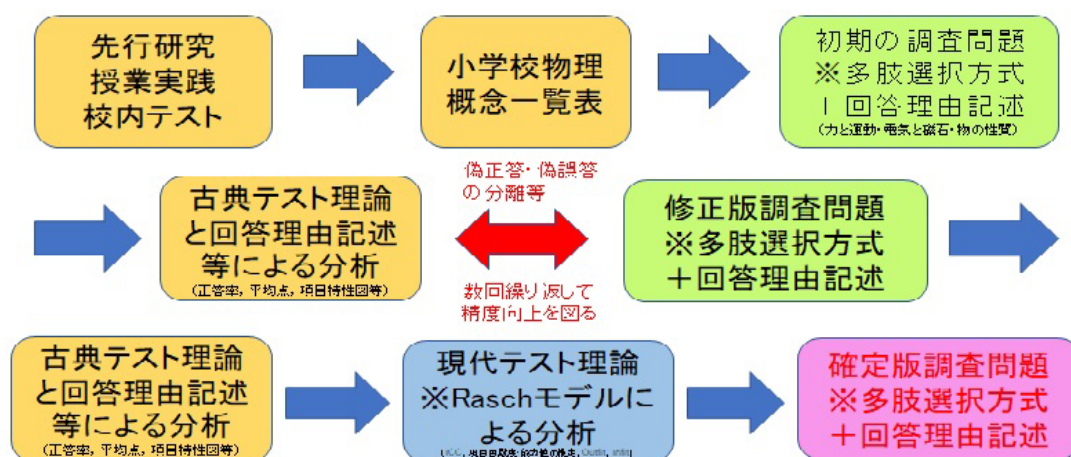 先行研究
授業実践
校内テスト
小学校物理
概念一覧表
初期の調査問題
※多肢選択方式
+回答理由記述
(力と運動・電気と磁石・物の性質)
古典テスト理論
と回答理由記述
等による分析
(正答率, 平均点, 項目特性図等)
偽正答・偽誤答
の分離等
数回繰り返して
精度向上を図る
修正版調査問題
※多肢選択方式
+回答理由記述
古典テスト理論
と回答理由記述
等による分析
(正答率, 平均点, 項目特性図等)
現代テスト理論
※Raschモデルに
よる分析
確定版調査問題
※多肢選択方式
+回答理由記述